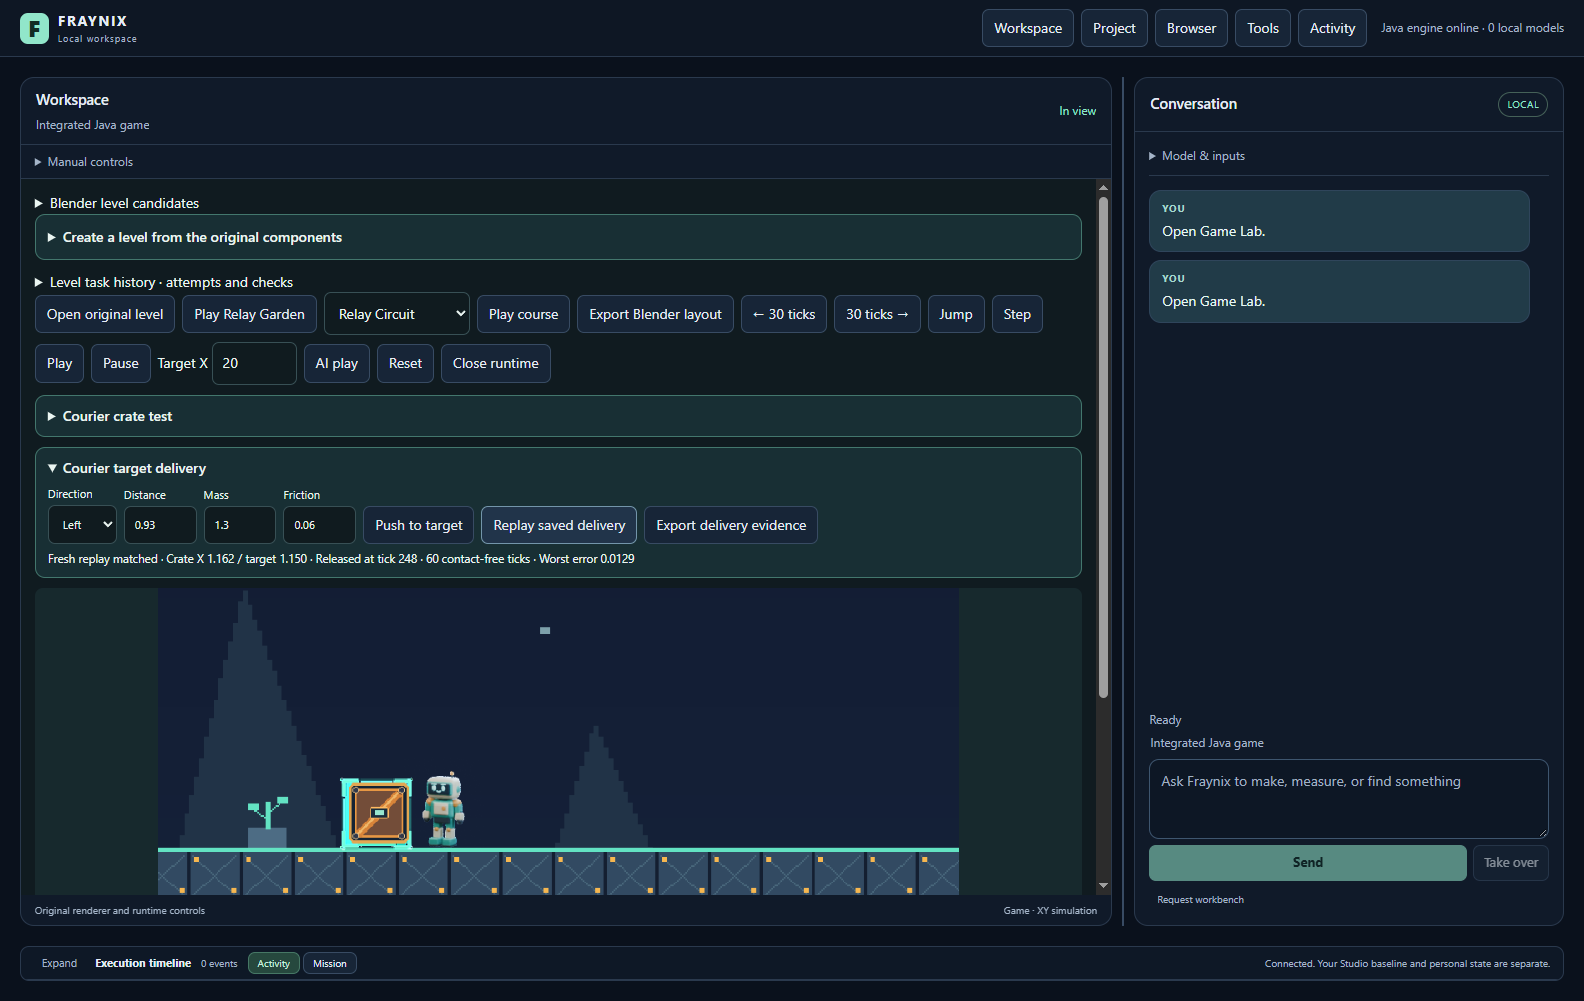 F FRAYNIX
Local workspace
Workspace Project Browser Tools Activity Java engine online · 0 local models
Workspace
Integrated Java game
In view
▶ Manual controls
▶ Blender level candidates
▶ Create a level from the original components
▶ Level task history · attempts and checks
Open original level Play Relay Garden Relay Circuit Play course Export Blender layout ← 30 ticks 30 ticks → Jump Step
Play Pause Target X 20 AI play Reset Close runtime
▶ Courier crate test
▼ Courier target delivery
Direction Distance Mass Friction
Left 0.93 1.3 0.06 Push to target Replay saved delivery Export delivery evidence
Fresh replay matched · Crate X 1.162 / target 1.150 · Released at tick 248 · 60 contact-free ticks · Worst error 0.0129
Original renderer and runtime controls Game · XY simulation
Conversation LOCAL
▶ Model & inputs
YOU
Open Game Lab.
YOU
Open Game Lab.
Ready
Integrated Java game
Ask Fraynix to make, measure, or find something
Send Take over
Request workbench
Expand Execution timeline 0 events Activity Mission Connected. Your Studio baseline and personal state are separate.